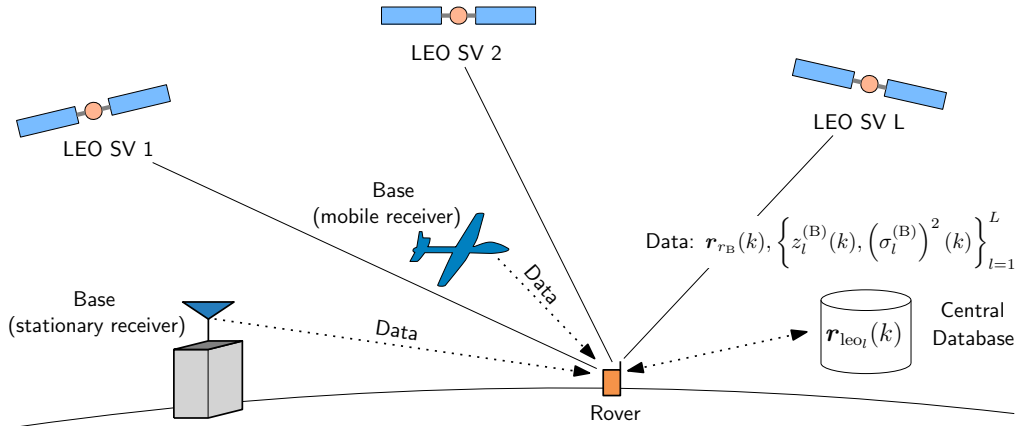 LEO SV 2
LEO SV 1
LEO SV L
Base
(mobile receiver)
Data: 𝒓_{r_B}(k), {z_l^{(B)}(k), (σ_l^{(B)})^2 (k)}_{l=1}^L
Data
Base
(stationary receiver)
Data
𝒓_{leo_l}(k)
Central
Database
Rover